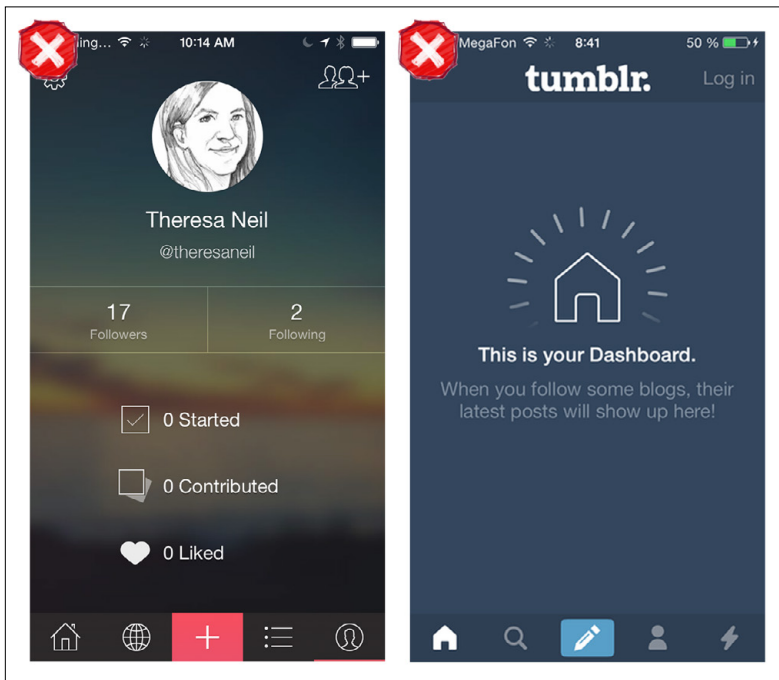 10:14 AM
Theresa Neil
@theresaneil
17
Followers
2
Following
0 Started
0 Contributed
0 Liked
MegaFon
8:41
50 %
tumblr.
Log in
This is your Dashboard.
When you follow some blogs, their
latest posts will show up here!